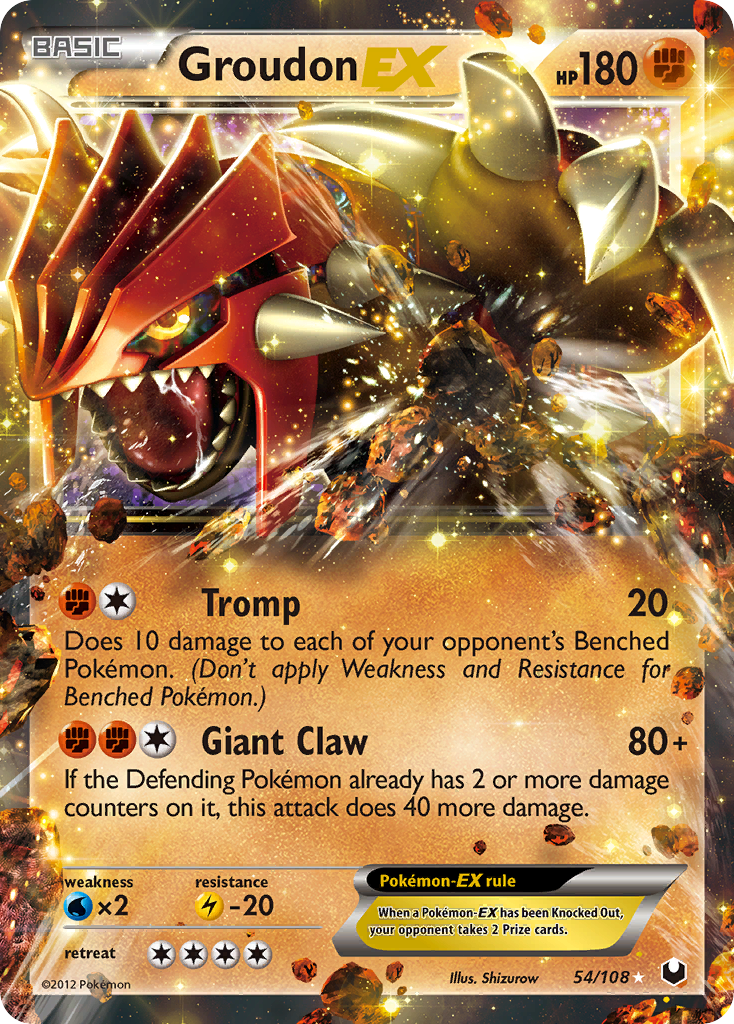 BASIC
Groudon EX
HP180
Tromp 20
Does 10 damage to each of your opponent's Benched
Pokémon. (Don't apply Weakness and Resistance for
Benched Pokémon.)
Giant Claw 80+
If the Defending Pokémon already has 2 or more damage
counters on it, this attack does 40 more damage.
weakness resistance
×2 -20
Pokémon-EX rule
When a Pokémon-EX has been Knocked Out,
your opponent takes 2 Prize cards.
retreat
©2012 Pokémon
Illus. Shizurow 54/108 ★